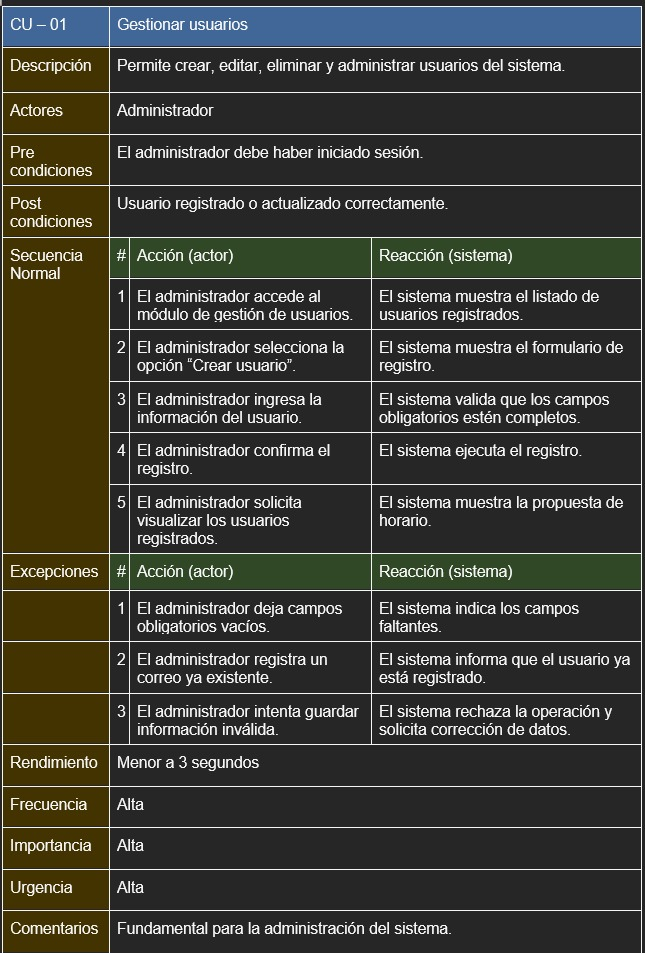 CU – 01 Gestionar usuarios
Descripción Permite crear, editar, eliminar y administrar usuarios del sistema.
Actores Administrador
Pre
condiciones
El administrador debe haber iniciado sesión.
Post
condiciones
Usuario registrado o actualizado correctamente.
Secuencia
Normal
# Acción (actor) Reacción (sistema)
1 El administrador accede al
módulo de gestión de usuarios.
El sistema muestra el listado de
usuarios registrados.
2 El administrador selecciona la
opción “Crear usuario”.
El sistema muestra el formulario de
registro.
3 El administrador ingresa la
información del usuario.
El sistema valida que los campos
obligatorios estén completos.
4 El administrador confirma el
registro.
El sistema ejecuta el registro.
5 El administrador solicita
visualizar los usuarios
registrados.
El sistema muestra la propuesta de
horario.
Excepciones # Acción (actor) Reacción (sistema)
1 El administrador deja campos
obligatorios vacíos.
El sistema indica los campos
faltantes.
2 El administrador registra un
correo ya existente.
El sistema informa que el usuario ya
está registrado.
3 El administrador intenta guardar
información inválida.
El sistema rechaza la operación y
solicita corrección de datos.
Rendimiento Menor a 3 segundos
Frecuencia Alta
Importancia Alta
Urgencia Alta
Comentarios Fundamental para la administración del sistema.